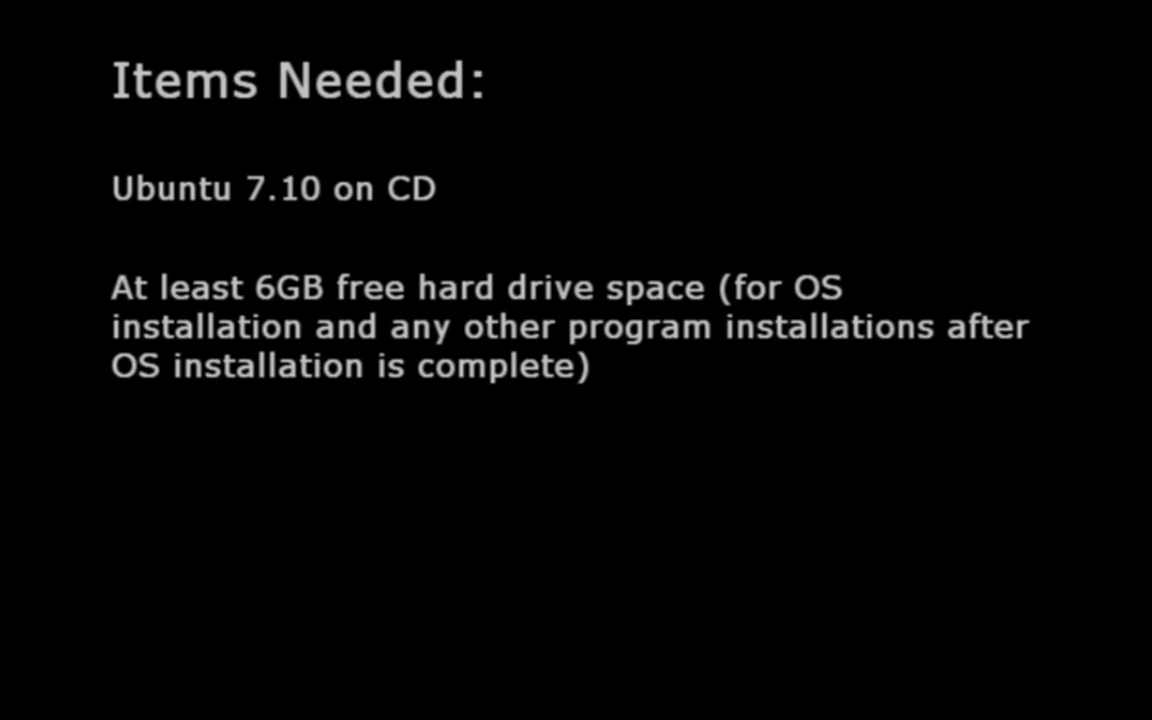 Items Needed:
Ubuntu 7.10 on CD
At least 6GB free hard drive space (for OS
installation and any other program installations after
OS installation is complete)